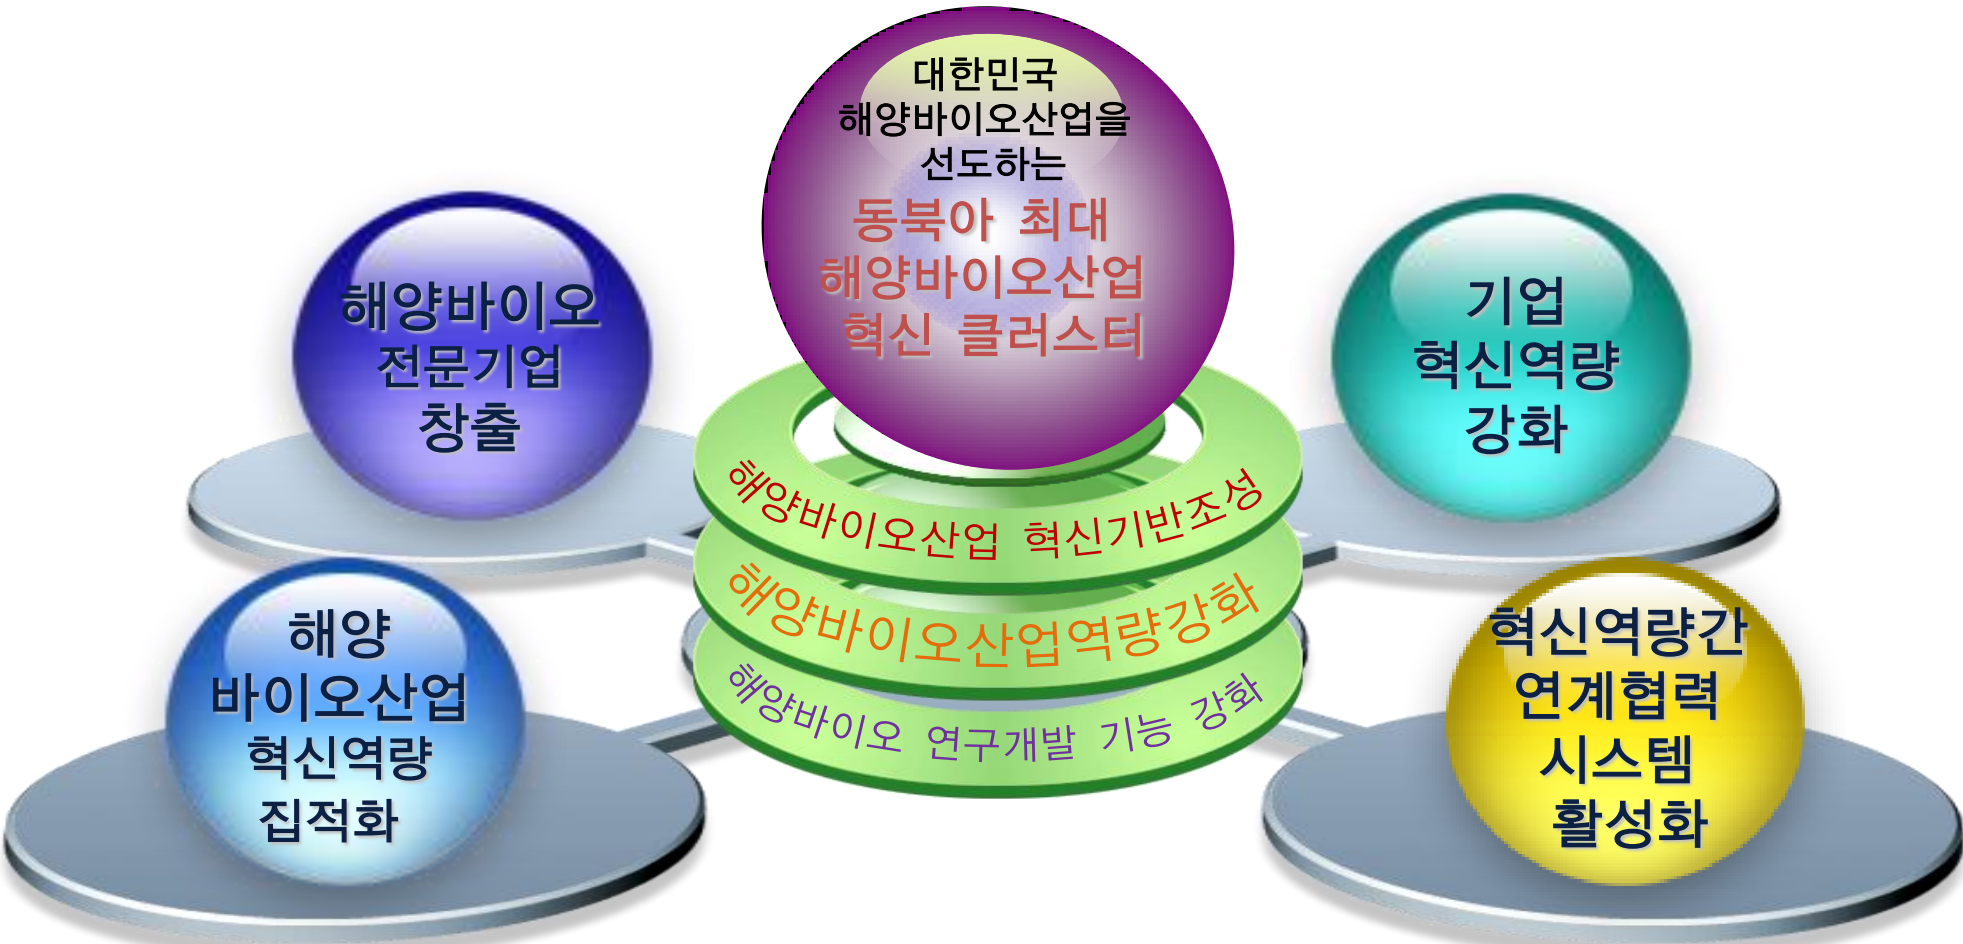 대한민국
해양바이오산업을
선도하는
동북아 최대
해양바이오산업
혁신 클러스터
해양바이오
전문기업
창출
기업
혁신역량
강화
해양바이오산업 혁신기반조성
해양바이오산업역량강화
해양바이오 연구개발 기능 강화
해양
바이오산업
혁신역량
집적화
혁신역량간
연계협력
시스템
활성화